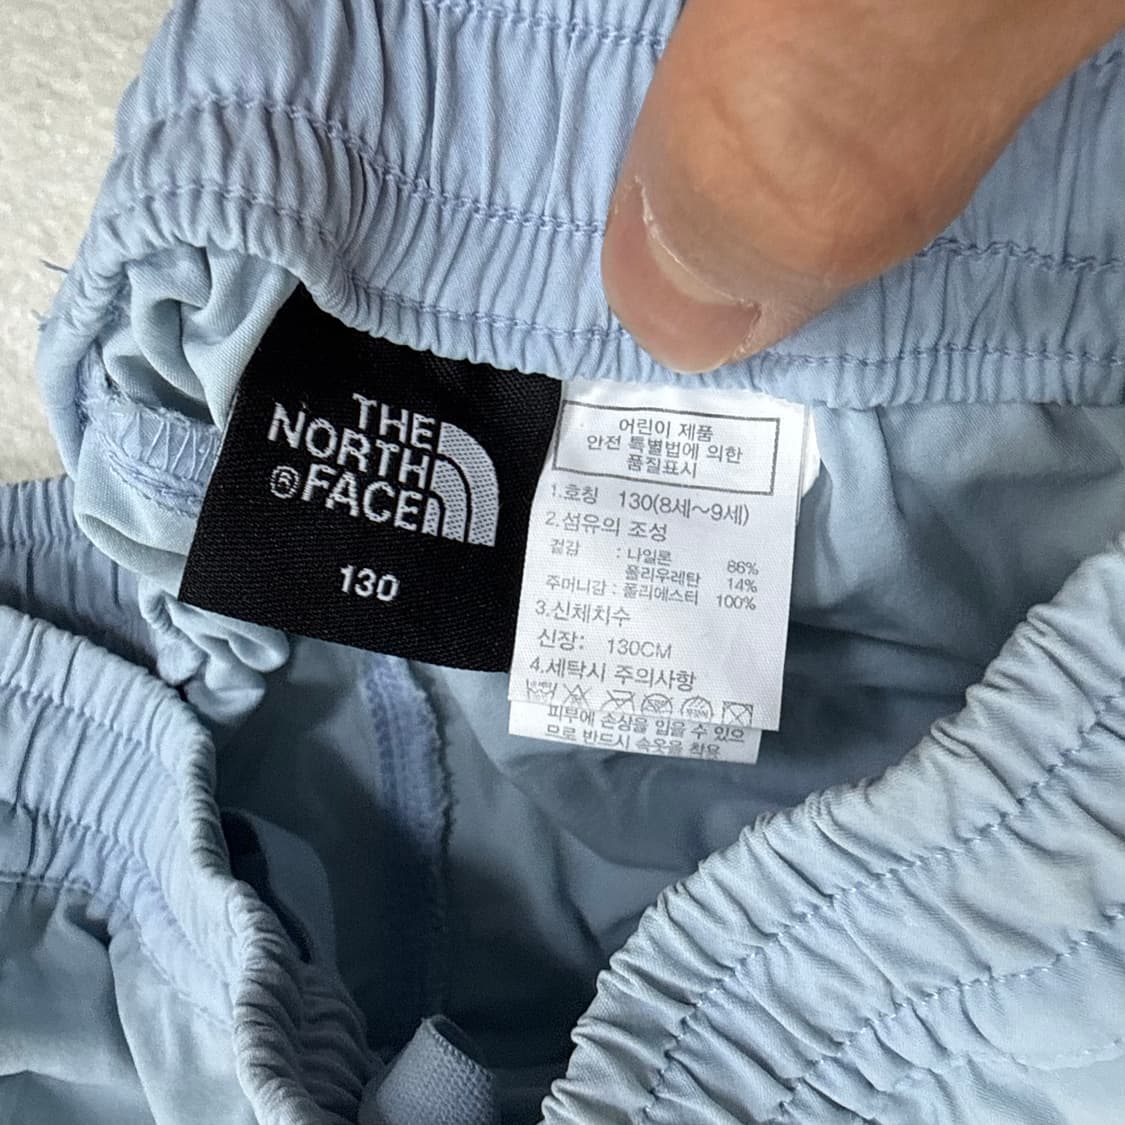 THE
NORTH
®FACE
130
어린이 제품
안전 특별법에 의한
품질표시
1.호칭 130(8세~9세)
2.섬유의 조성
겉감 : 나일론 86%
폴리우레탄 14%
주머니감 : 폴리에스터 100%
3.신체치수
신장: 130CM
4.세탁시 주의사항
피부에 손상을 입을 수 있으
므로 반드시 속옷을 착용